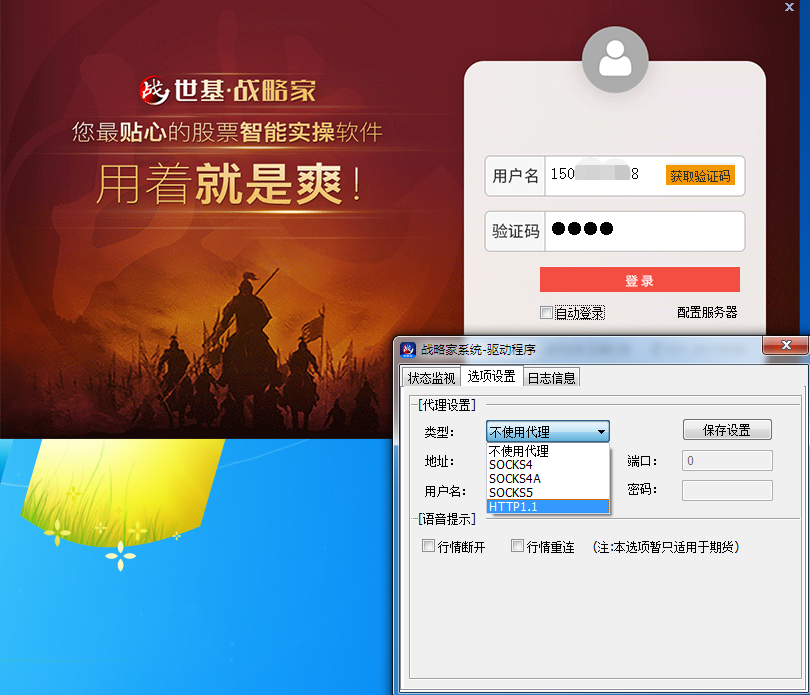 战 世基·战略家
您最贴心的股票智能实操软件
用着就是爽!
用户名 150 8 获取验证码
验证码 ●●●●
登录
自动登录 配置服务器
战略家系统-驱动程序
状态监视 选项设置 日志信息
[代理设置]
类型: 不使用代理 保存设置
不使用代理
SOCKS4
SOCKS4A
SOCKS5
HTTP1.1
地址: 端口: 0
用户名: 密码:
[语音提示]
行情断开 行情重连 (注:本选项暂只适用于期货)